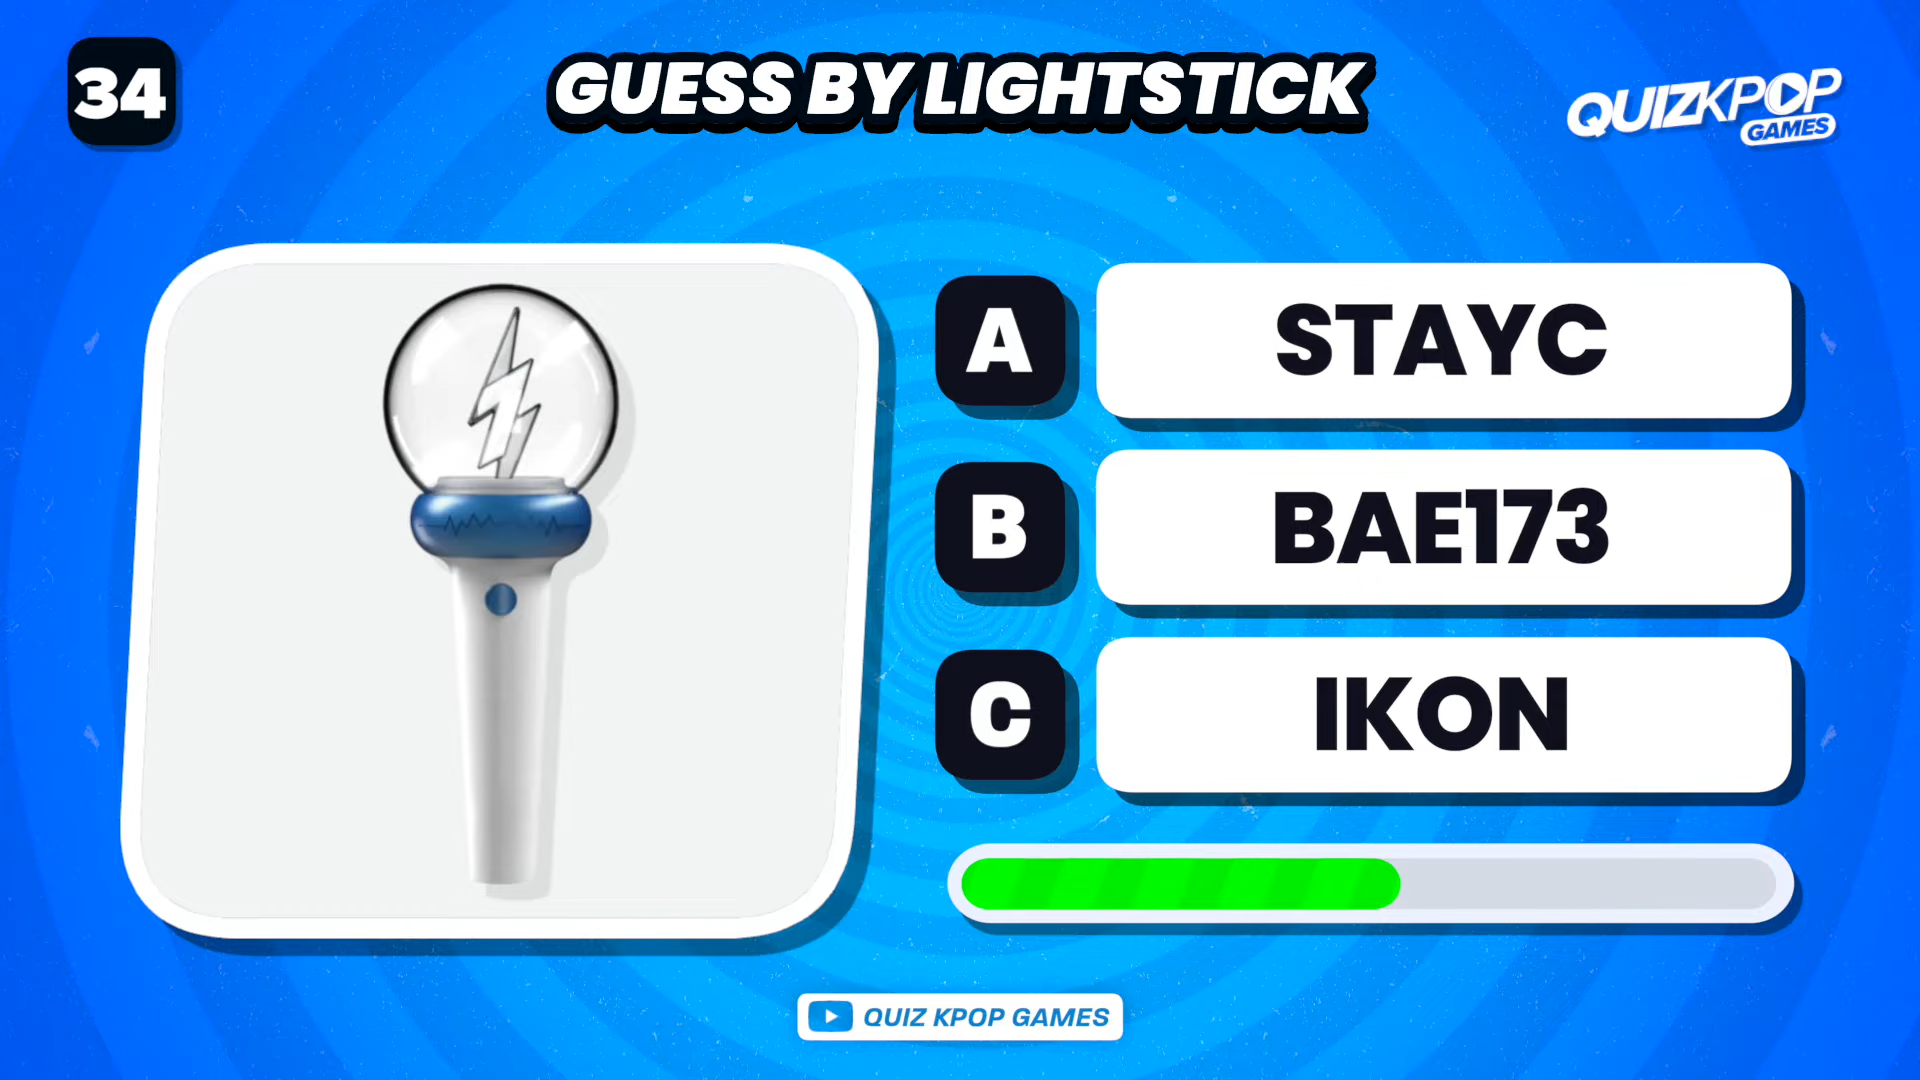 34
GUESS BY LIGHTSTICK
QUIZKPOP
GAMES
A
STAYC
B
BAE173
C
IKON
QUIZ KPOP GAMES